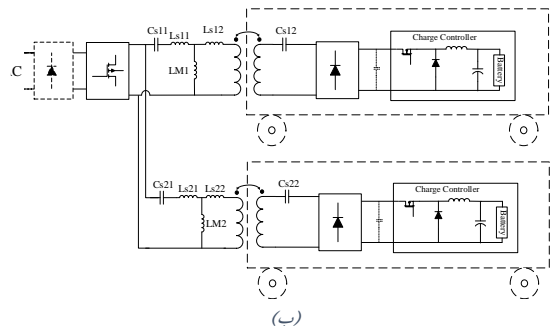 Cs11 Ls11 Ls12 Cs12
LM1
Charge Controller
Battery
.C
Cs21 Ls21 Ls22 Cs22
LM2
Charge Controller
Battery
(ب)